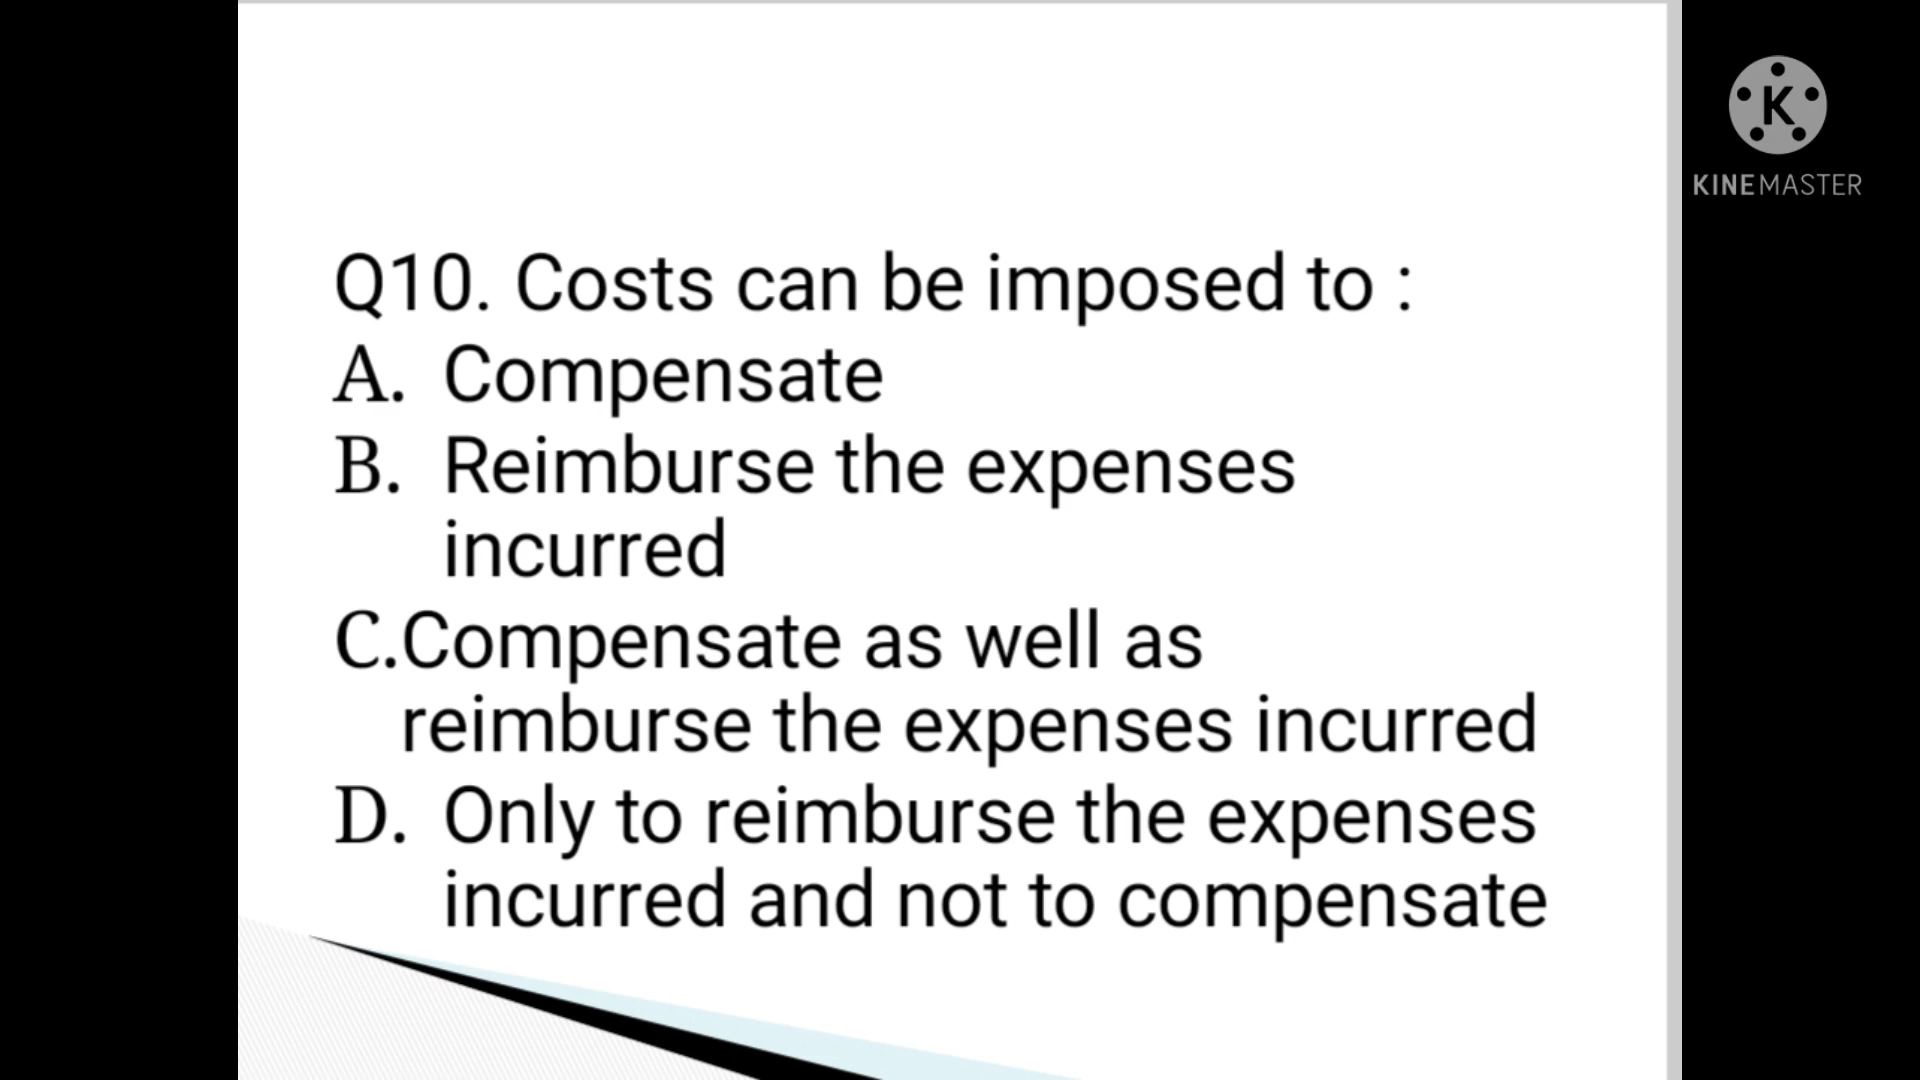 K
KINEMASTER
Q10. Costs can be imposed to :
A. Compensate
B. Reimburse the expenses
incurred
C.Compensate as well as
reimburse the expenses incurred
D. Only to reimburse the expenses
incurred and not to compensate